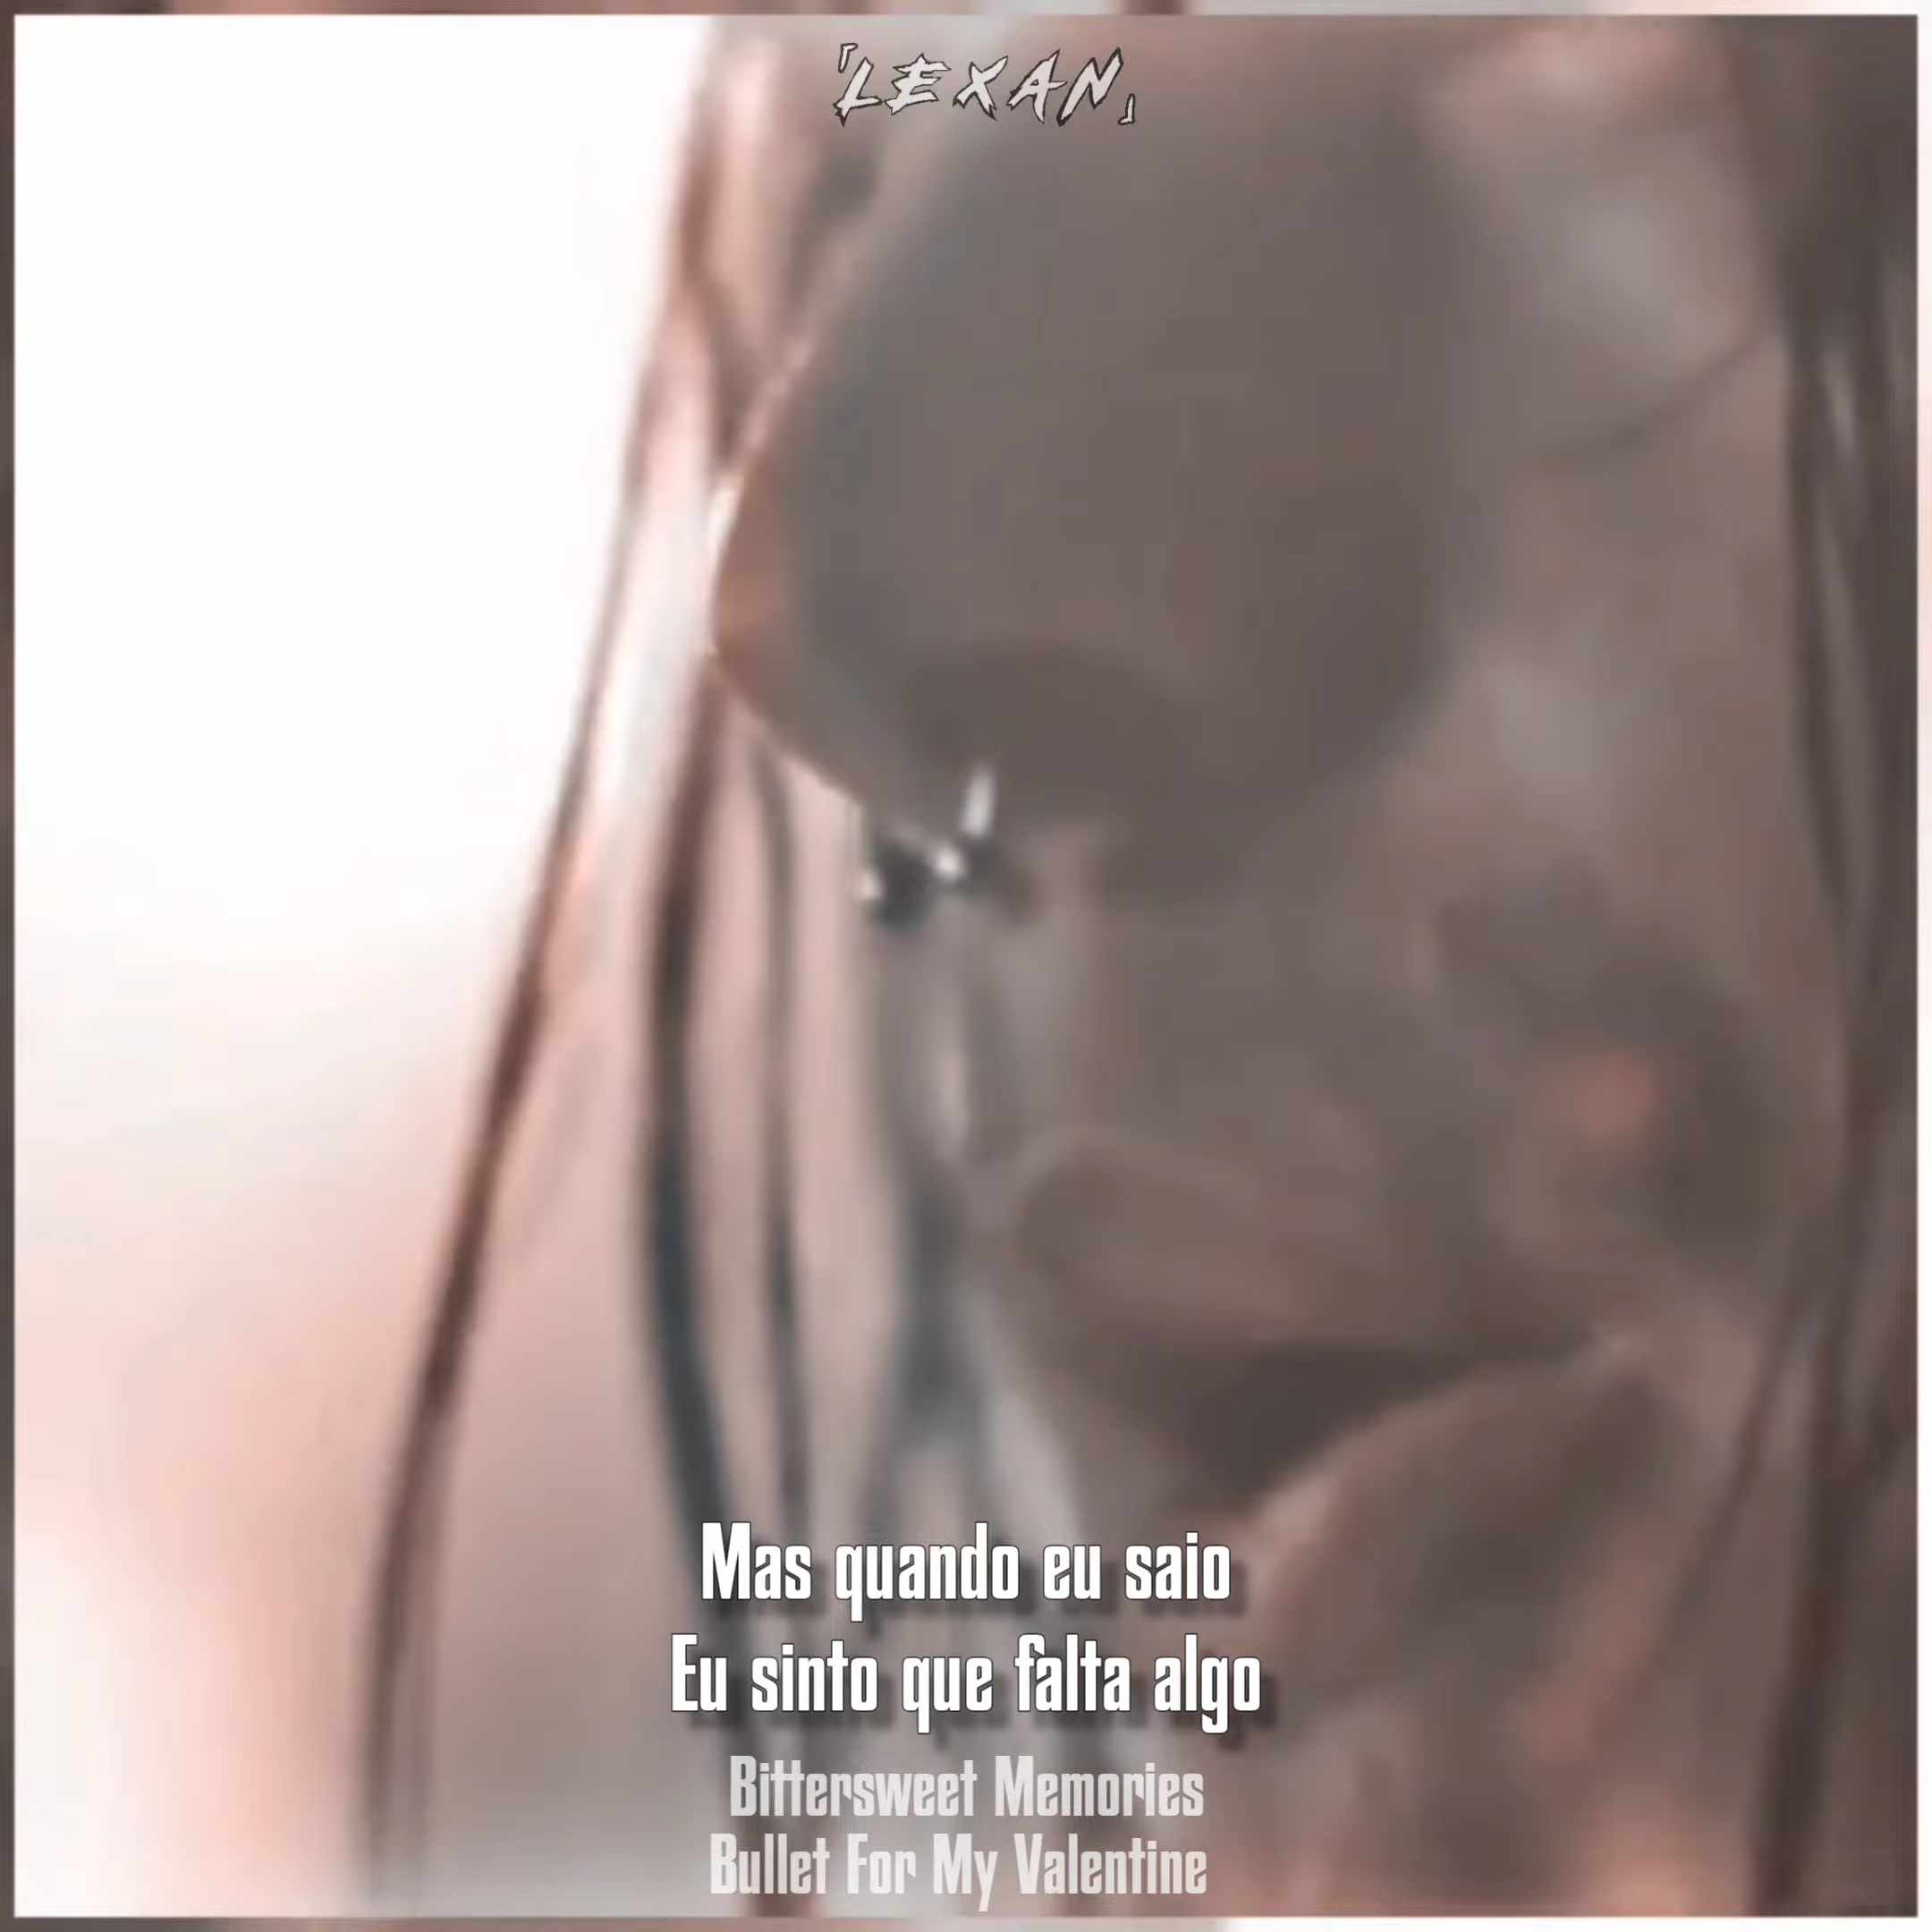 「LEXAN」
Mas quando eu saio
Eu sinto que falta algo
Bittersweet Memories
Bullet For My Valentine